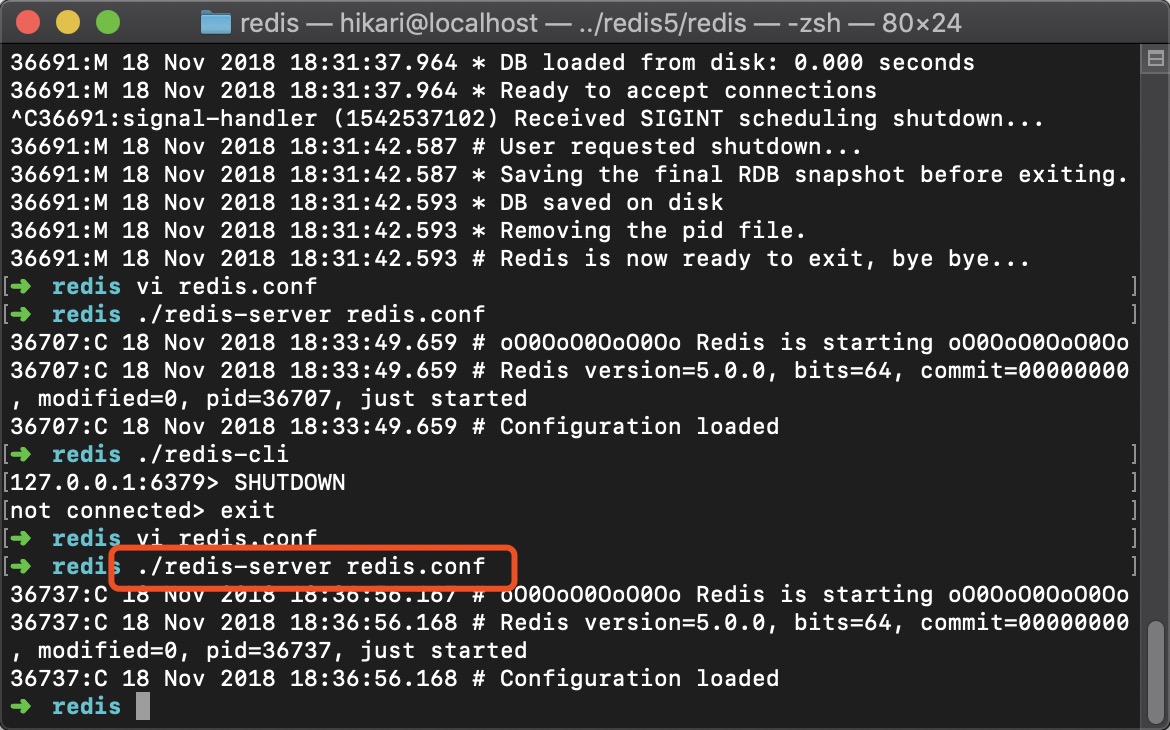 redis — hikari@localhost — ../redis5/redis — -zsh — 80×24
36691:M 18 Nov 2018 18:31:37.964 * DB loaded from disk: 0.000 seconds
36691:M 18 Nov 2018 18:31:37.964 * Ready to accept connections
^C36691:signal-handler (1542537102) Received SIGINT scheduling shutdown...
36691:M 18 Nov 2018 18:31:42.587 # User requested shutdown...
36691:M 18 Nov 2018 18:31:42.587 * Saving the final RDB snapshot before exiting.
36691:M 18 Nov 2018 18:31:42.593 * DB saved on disk
36691:M 18 Nov 2018 18:31:42.593 * Removing the pid file.
36691:M 18 Nov 2018 18:31:42.593 # Redis is now ready to exit, bye bye...
[➜ redis vi redis.conf ]
[➜ redis ./redis-server redis.conf ]
36707:C 18 Nov 2018 18:33:49.659 # oO0OoO0OoO0Oo Redis is starting oO0OoO0OoO0Oo
36707:C 18 Nov 2018 18:33:49.659 # Redis version=5.0.0, bits=64, commit=00000000
, modified=0, pid=36707, just started
36707:C 18 Nov 2018 18:33:49.659 # Configuration loaded
[➜ redis ./redis-cli ]
[127.0.0.1:6379> SHUTDOWN ]
[not connected> exit ]
[➜ redis vi redis.conf ]
[➜ redis ./redis-server redis.conf ]
36737:C 18 Nov 2018 18:36:56.167 # oO0OoO0OoO0Oo Redis is starting oO0OoO0OoO0Oo
36737:C 18 Nov 2018 18:36:56.168 # Redis version=5.0.0, bits=64, commit=00000000
, modified=0, pid=36737, just started
36737:C 18 Nov 2018 18:36:56.168 # Configuration loaded
➜ redis